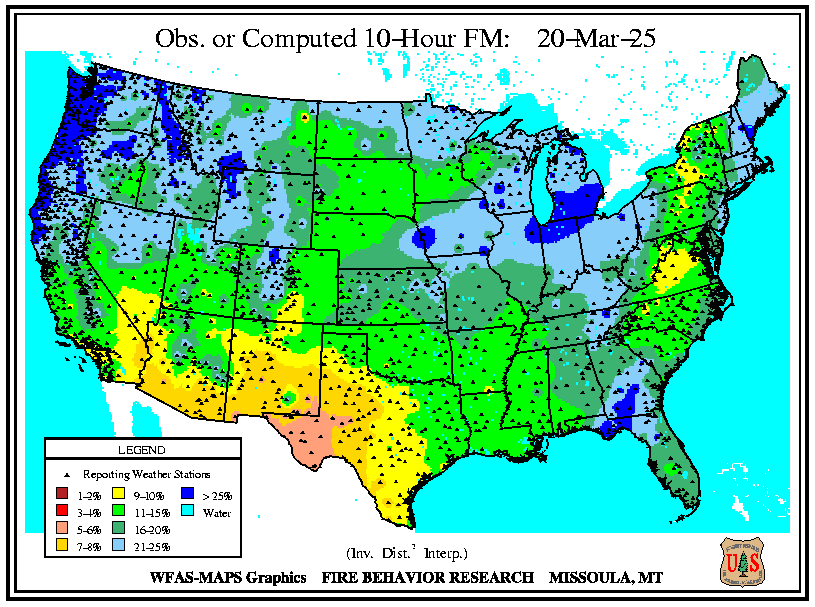 Obs. or Computed 10-Hour FM: 20-Mar-25
LEGEND
Reporting Weather Stations
1-2% 9-10% > 25%
3-4% 11-15% Water
5-6% 16-20%
7-8% 21-25%
(Inv. Dist.² Interp.)
WFAS-MAPS Graphics FIRE BEHAVIOR RESEARCH MISSOULA, MT
U S